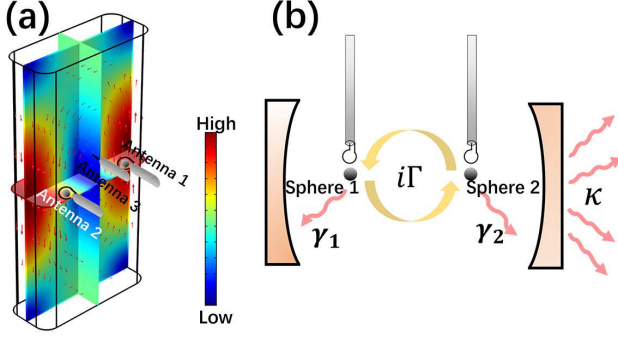 (a)
High
Low
Antenna 1
Antenna 3
Antenna 2
(b)
Sphere 1
iΓ
Sphere 2
κ
γ₁
γ₂